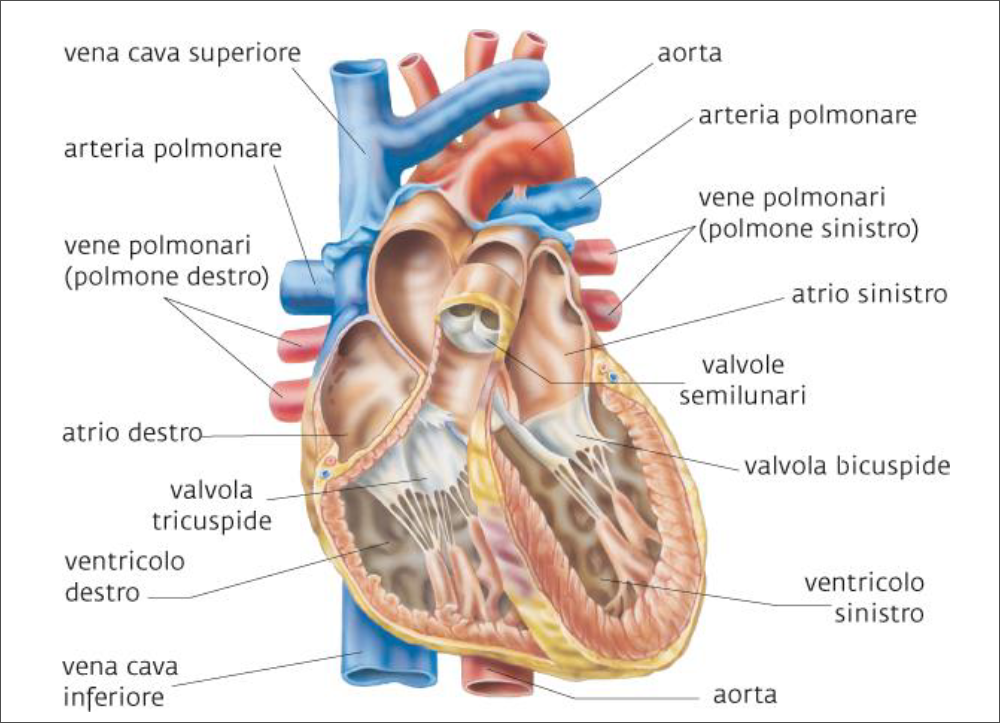 vena cava superiore
arteria polmonare
vene polmonari
(polmone destro)
atrio destro
valvola
tricuspide
ventricolo
destro
vena cava
inferiore
aorta
arteria polmonare
vene polmonari
(polmone sinistro)
atrio sinistro
valvole
semilunari
valvola bicuspide
ventricolo
sinistro
aorta